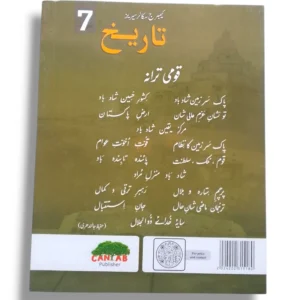 کیمبرج سکالر سیریز
تاریخ 7
قومی ترانہ
پاک سرزمین شاد باد کشور حسین شاد باد
تو نشان عزم عالی شان ارض پاکستان
مرکز یقین شاد باد
پاک سرزمین کا نظام قوت اخوت عوام
قوم، ملک، سلطنت پائندہ تابندہ باد
شاد باد منزل مراد
پرچم ستارہ و ہلال رہبر ترقی و کمال
ترجمان ماضی شان حال جان استقبال
سایۂ خدائے ذوالجلال
CANTAB
Publisher